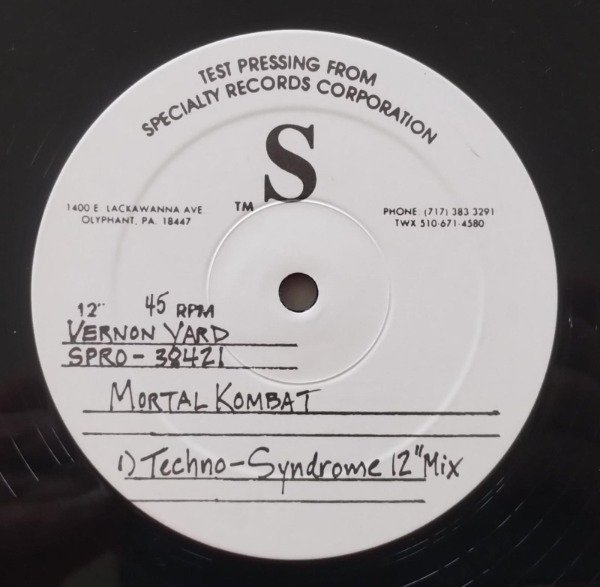 TEST PRESSING FROM
SPECIALTY RECORDS CORPORATION
S
TM
1400 E. LACKAWANNA AVE
OLYPHANT, PA. 18447
PHONE: (717) 383 3291
TWX 510-671-4580
12" 45 RPM
VERNON YARD
SPRO-38421
MORTAL KOMBAT
1) Techno-Syndrome 12" Mix